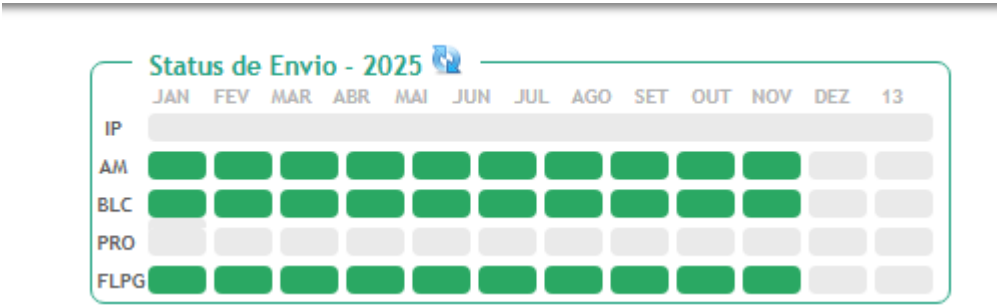 Status de Envio - 2025
JAN FEV MAR ABR MAI JUN JUL AGO SET OUT NOV DEZ 13
IP
AM
BLC
PRO
FLPG